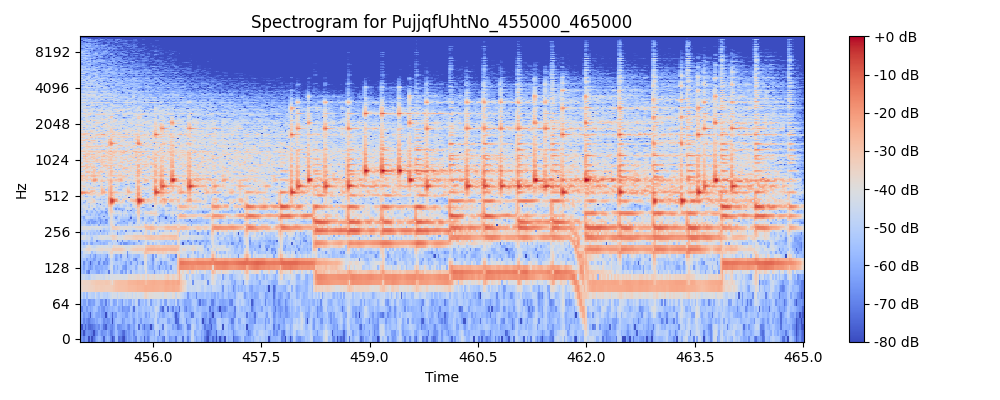 Spectrogram for PujjqfUhtNo_455000_465000
8192
4096
2048
1024
512
256
128
64
0
Hz
456.0 457.5 459.0 460.5 462.0 463.5 465.0
Time
+0 dB
-10 dB
-20 dB
-30 dB
-40 dB
-50 dB
-60 dB
-70 dB
-80 dB